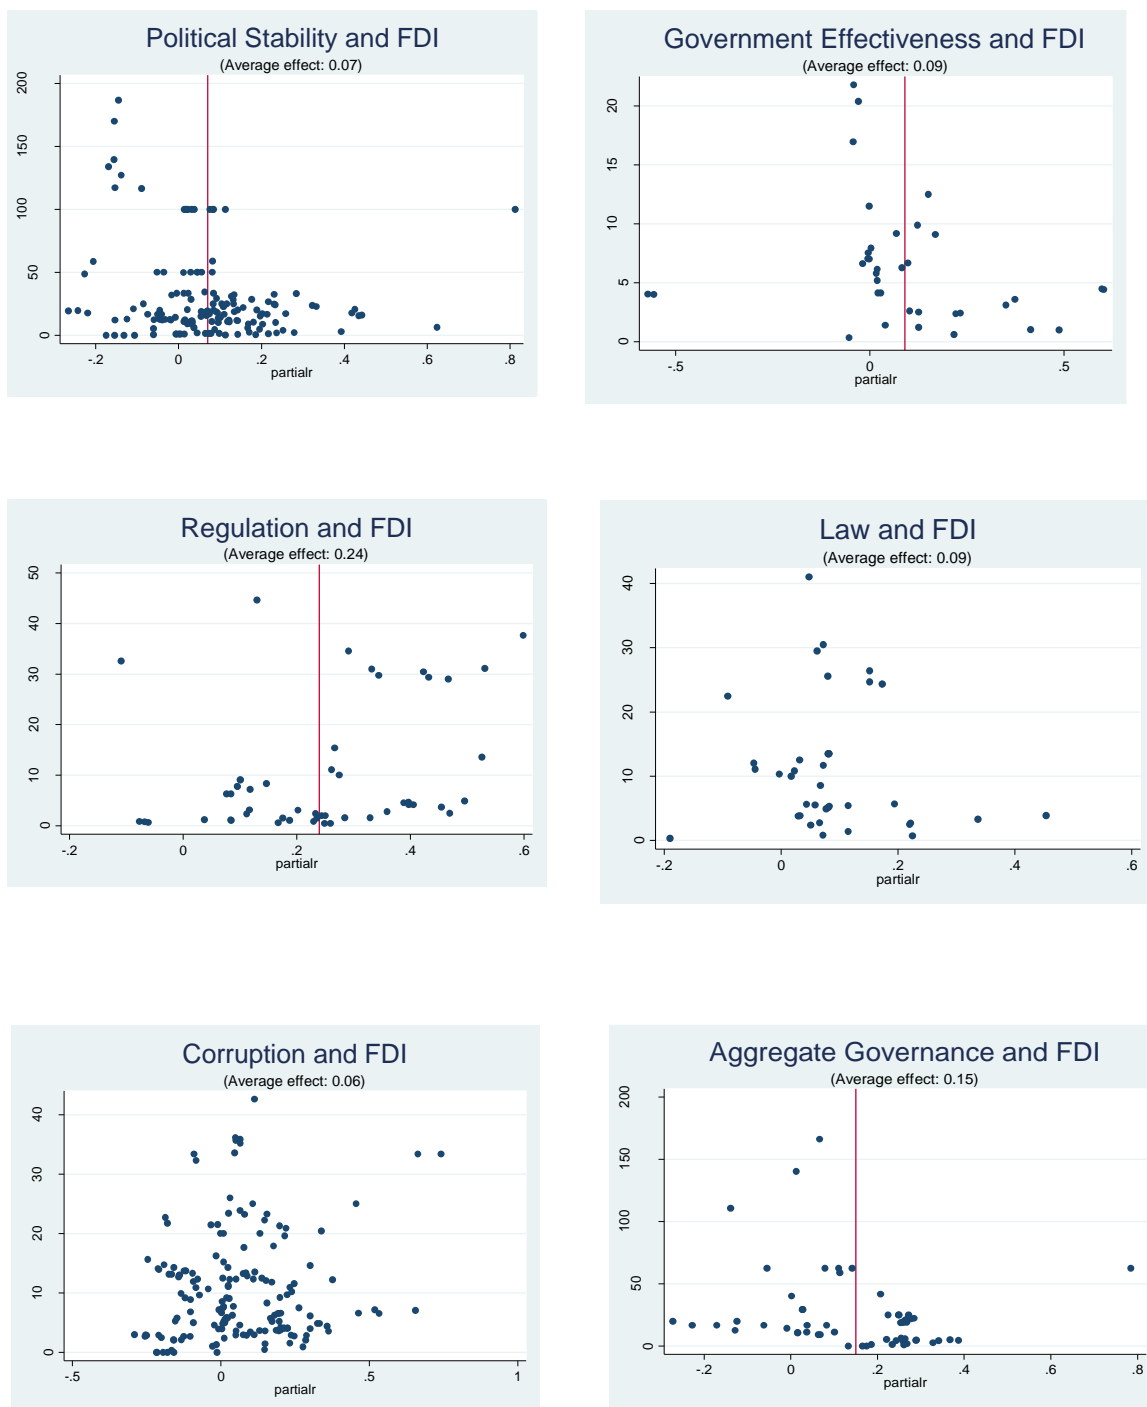 Political Stability and FDI
(Average effect: 0.07)
200
150
100
50
0
-.2 0 .2 .4 .6 .8
partialr
Government Effectiveness and FDI
(Average effect: 0.09)
20
15
10
5
0
-.5 0 .5
partialr
Regulation and FDI
(Average effect: 0.24)
50
40
30
20
10
0
-.2 0 .2 .4 .6
partialr
Law and FDI
(Average effect: 0.09)
40
30
20
10
0
-.2 0 .2 .4 .6
partialr
Corruption and FDI
(Average effect: 0.06)
40
30
20
10
0
-.5 0 .5 1
partialr
Aggregate Governance and FDI
(Average effect: 0.15)
200
150
100
50
0
-.2 0 .2 .4 .6 .8
partialr